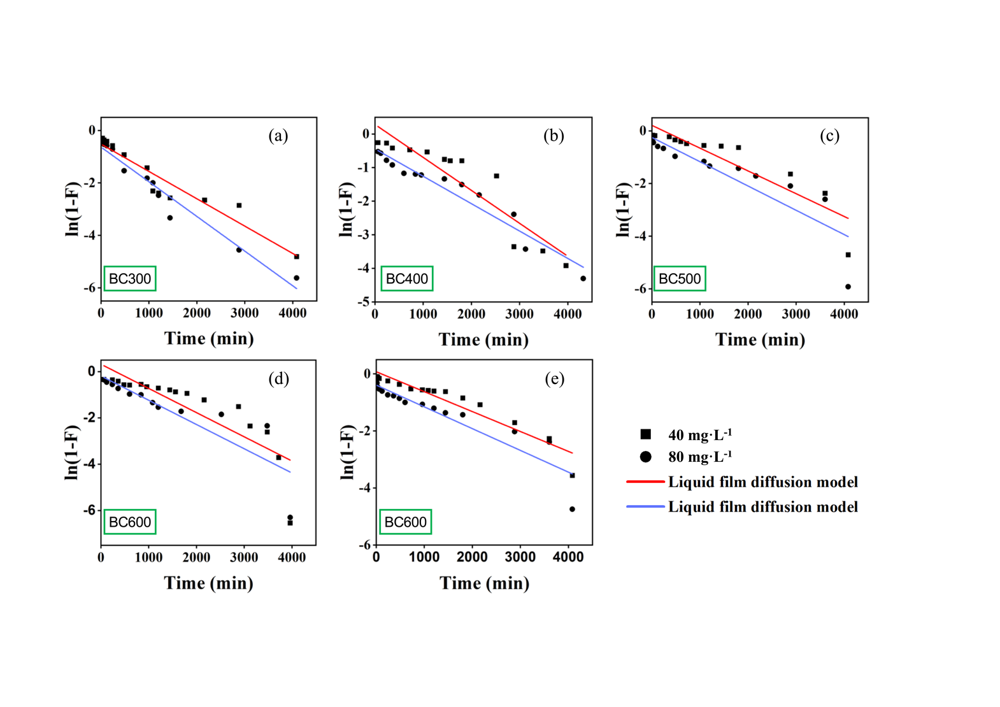 (a)
0
-2
-4
-6
ln(1-F)
BC300
0 1000 2000 3000 4000
Time (min)
(b)
0
-1
-2
-3
-4
-5
ln(1-F)
BC400
0 1000 2000 3000 4000
Time (min)
(c)
0
-2
-4
-6
ln(1-F)
BC500
0 1000 2000 3000 4000
Time (min)
(d)
0
-2
-4
-6
ln(1-F)
BC600
0 1000 2000 3000 4000
Time (min)
(e)
0
-2
-4
-6
ln(1-F)
BC600
0 1000 2000 3000 4000
Time (min)
40 mg·L⁻¹
80 mg·L⁻¹
Liquid film diffusion model
Liquid film diffusion model